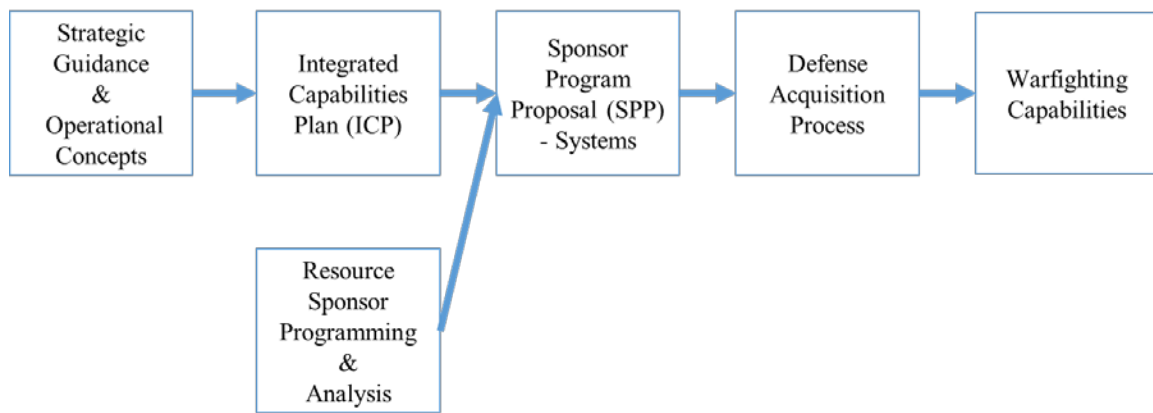 Strategic
Guidance
&
Operational
Concepts
Integrated
Capabilities
Plan (ICP)
Sponsor
Program
Proposal (SPP)
- Systems
Defense
Acquisition
Process
Warfighting
Capabilities
Resource
Sponsor
Programming
&
Analysis